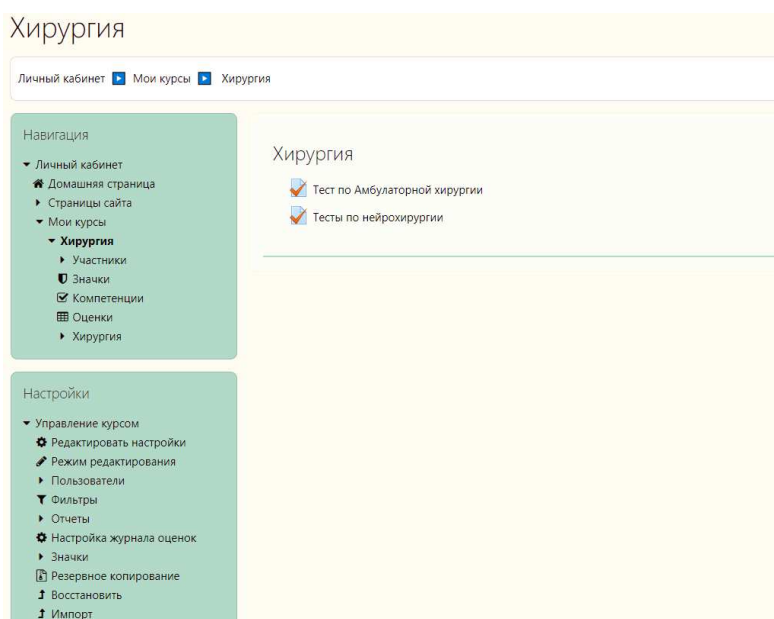 Хирургия
Личный кабинет Мои курсы Хирургия
Навигация
Личный кабинет
Домашняя страница
Страницы сайта
Мои курсы
Хирургия
Участники
Значки
Компетенции
Оценки
Хирургия
Настройки
Управление курсом
Редактировать настройки
Режим редактирования
Пользователи
Фильтры
Отчеты
Настройка журнала оценок
Значки
Резервное копирование
Восстановить
Импорт
Хирургия
Тест по Амбулаторной хирургии
Тесты по нейрохирургии